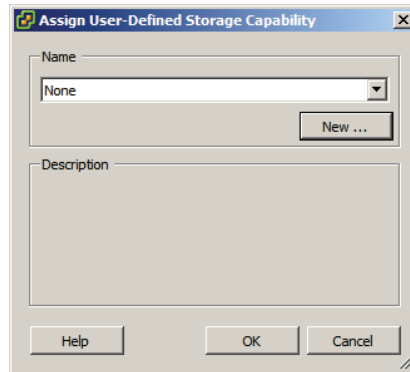 Assign User-Defined Storage Capability
Name
None
New ...
Description
Help
OK
Cancel